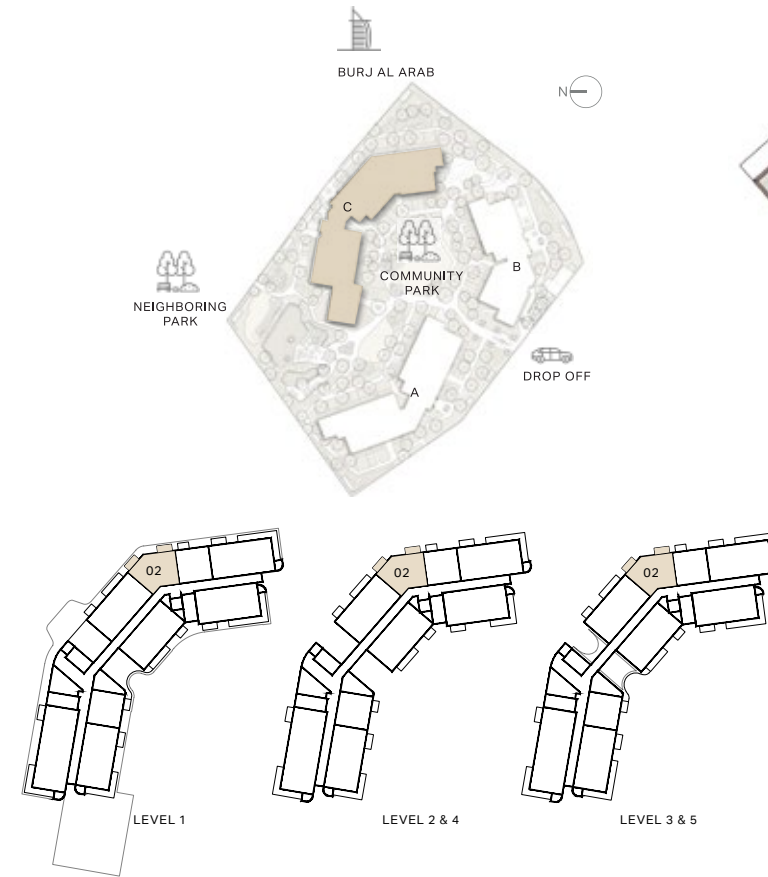 BURJ AL ARAB
N
C
COMMUNITY
PARK
B
NEIGHBORING
PARK
DROP OFF
A
02
02
02
LEVEL 1
LEVEL 2 & 4
LEVEL 3 & 5